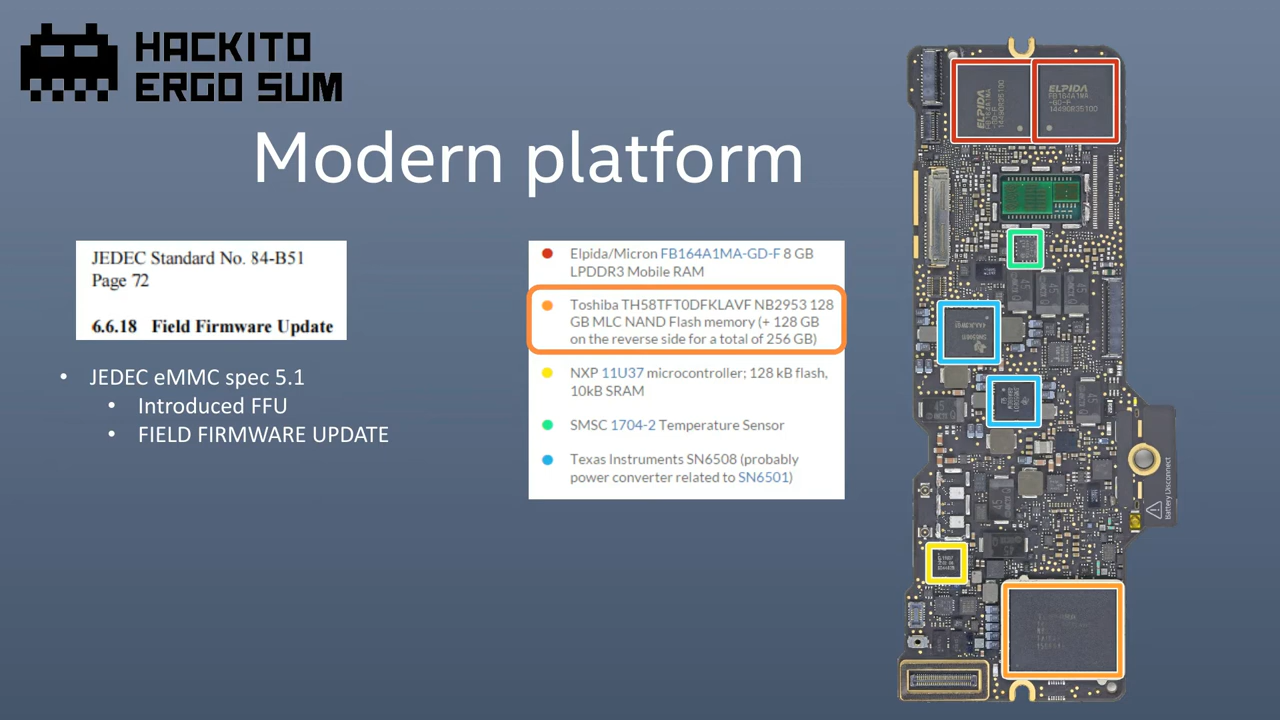 HACKITO
ERGO SUM
Modern platform
JEDEC Standard No. 84-B51
Page 72
6.6.18 Field Firmware Update
• JEDEC eMMC spec 5.1
• Introduced FFU
• FIELD FIRMWARE UPDATE
Elpida/Micron FB164A1MA-GD-F 8 GB
LPDDR3 Mobile RAM
Toshiba TH58TFT0DFKLAVF NB2953 128
GB MLC NAND Flash memory (+ 128 GB
on the reverse side for a total of 256 GB)
NXP 11U37 microcontroller; 128 kB flash,
10kB SRAM
SMSC 1704-2 Temperature Sensor
Texas Instruments SN6508 (probably
power converter related to SN6501)
ELPIDA
ELPIDA
FB164A1MA
-GD-F
14490R35100
Battery Disconnect